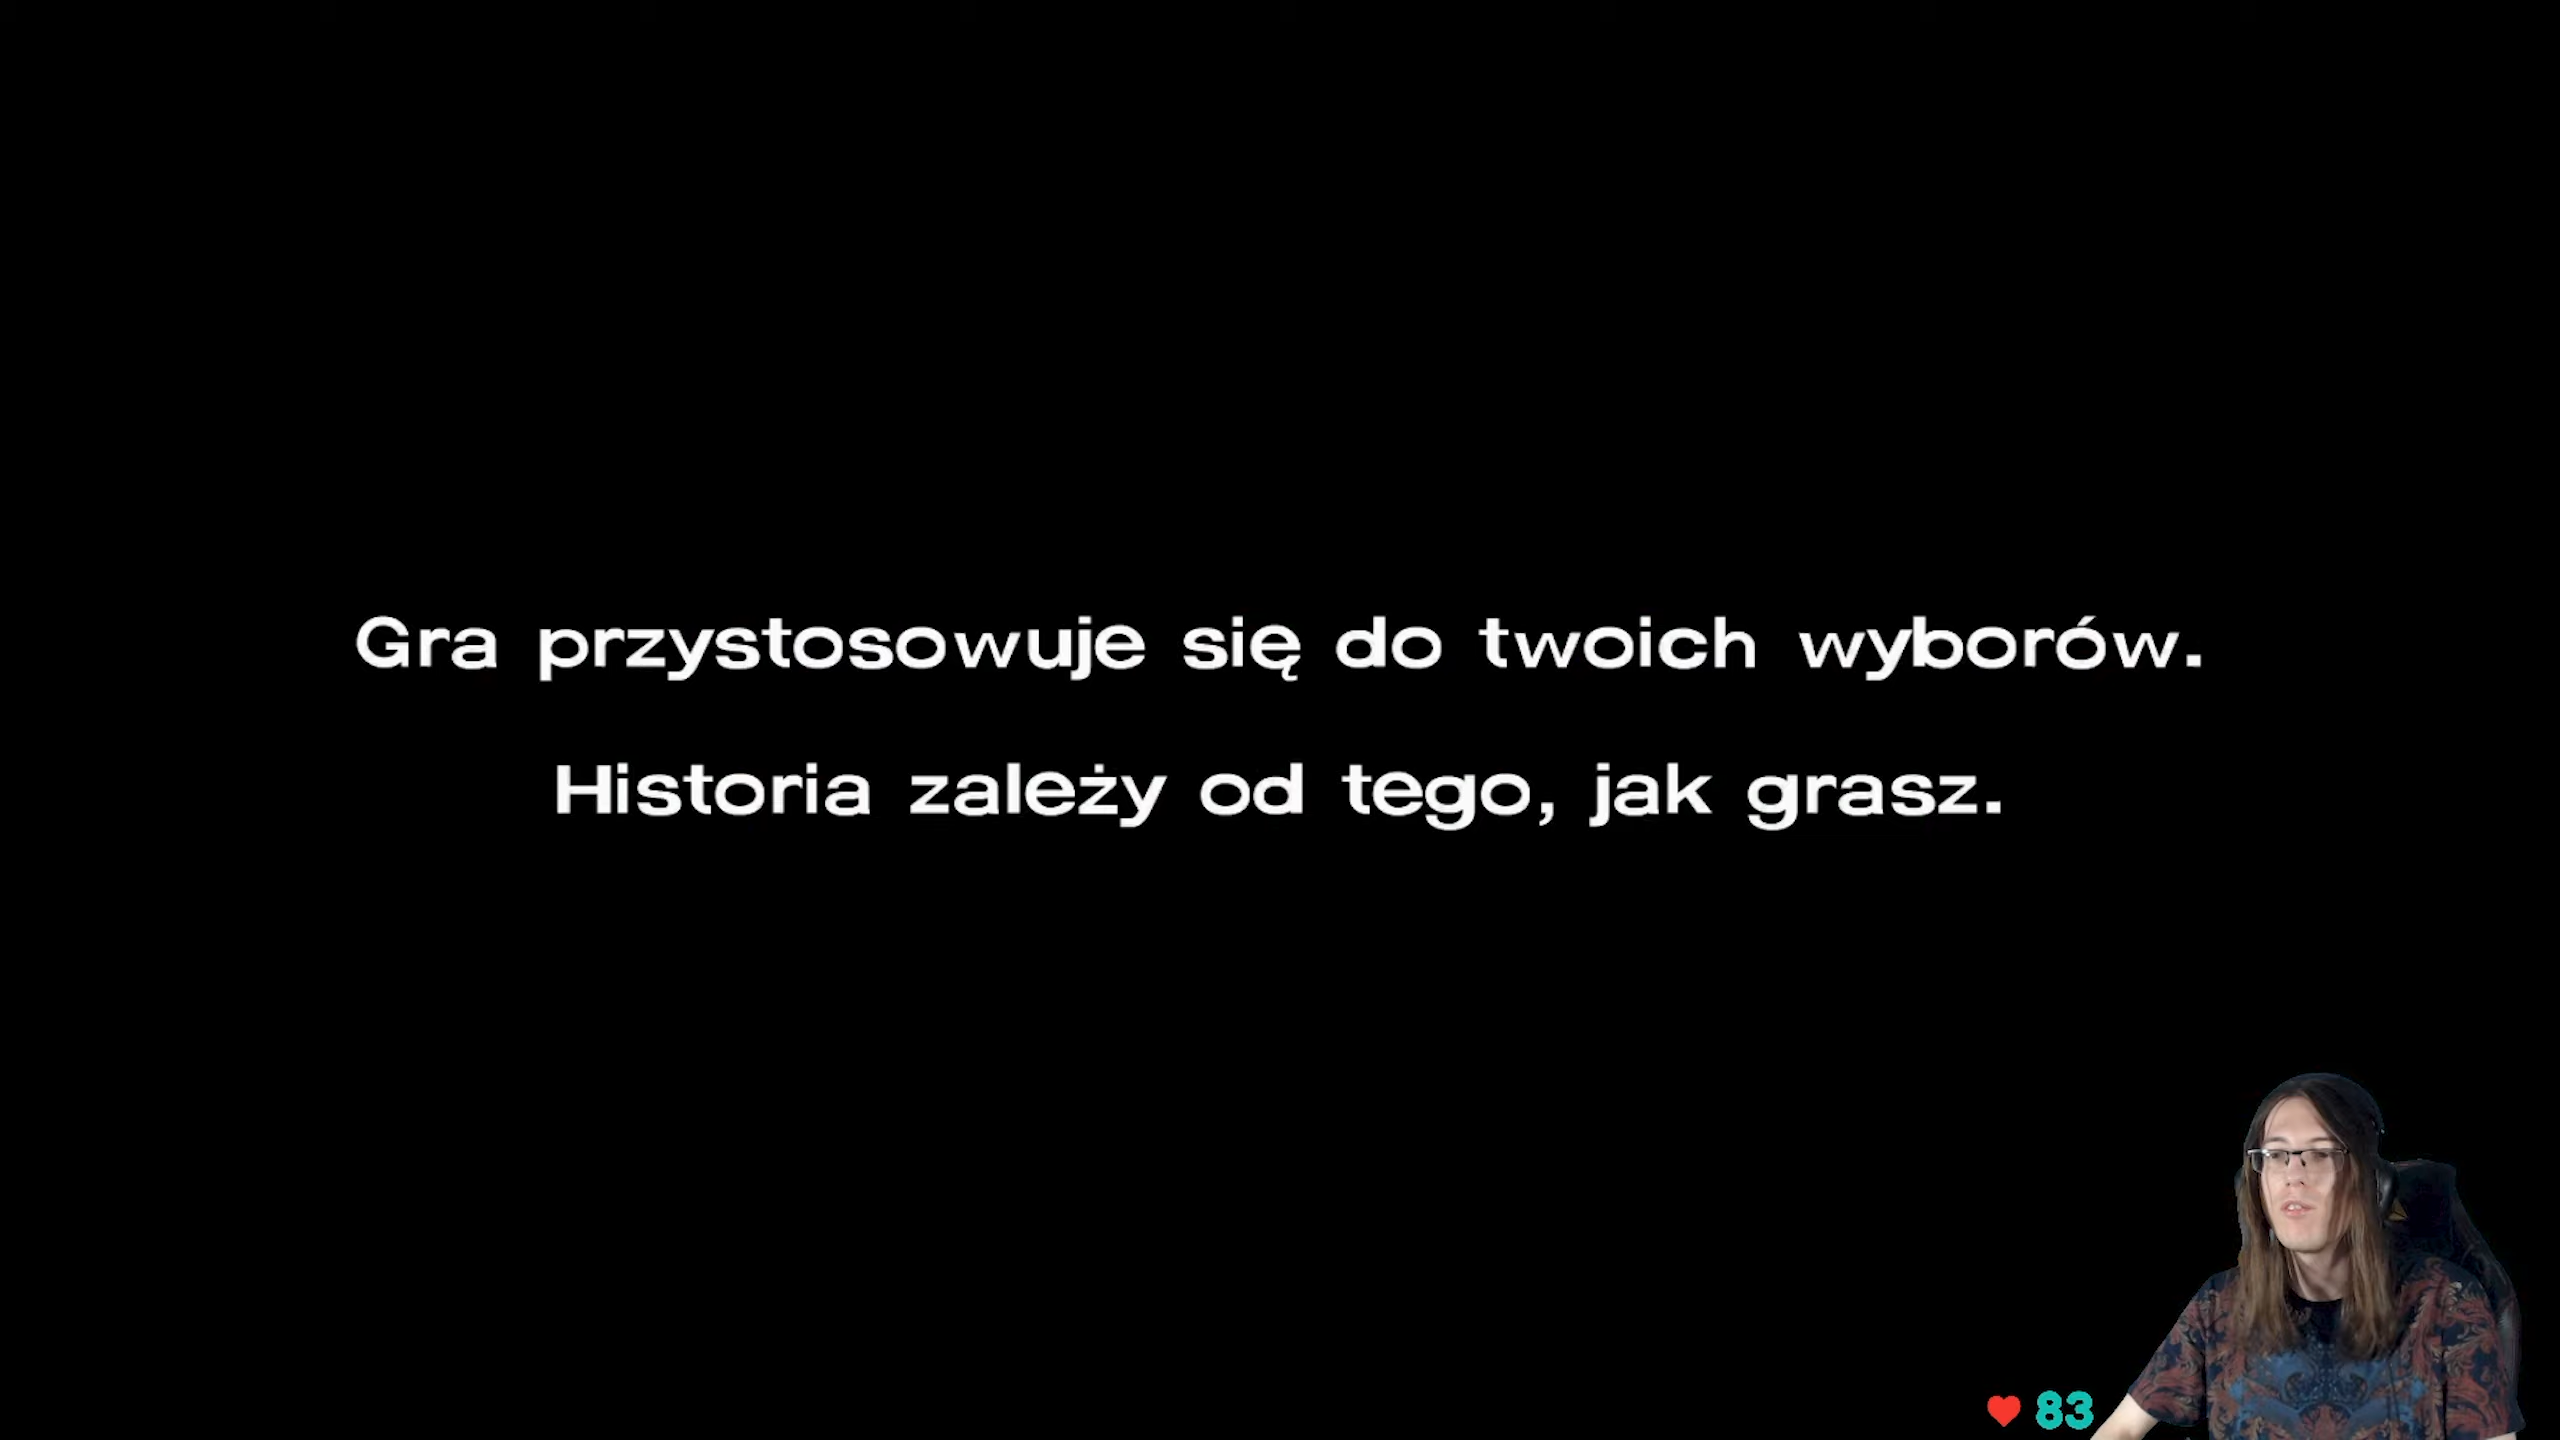 Gra przystosowuje się do twoich wyborów.
Historia zależy od tego, jak grasz.
83